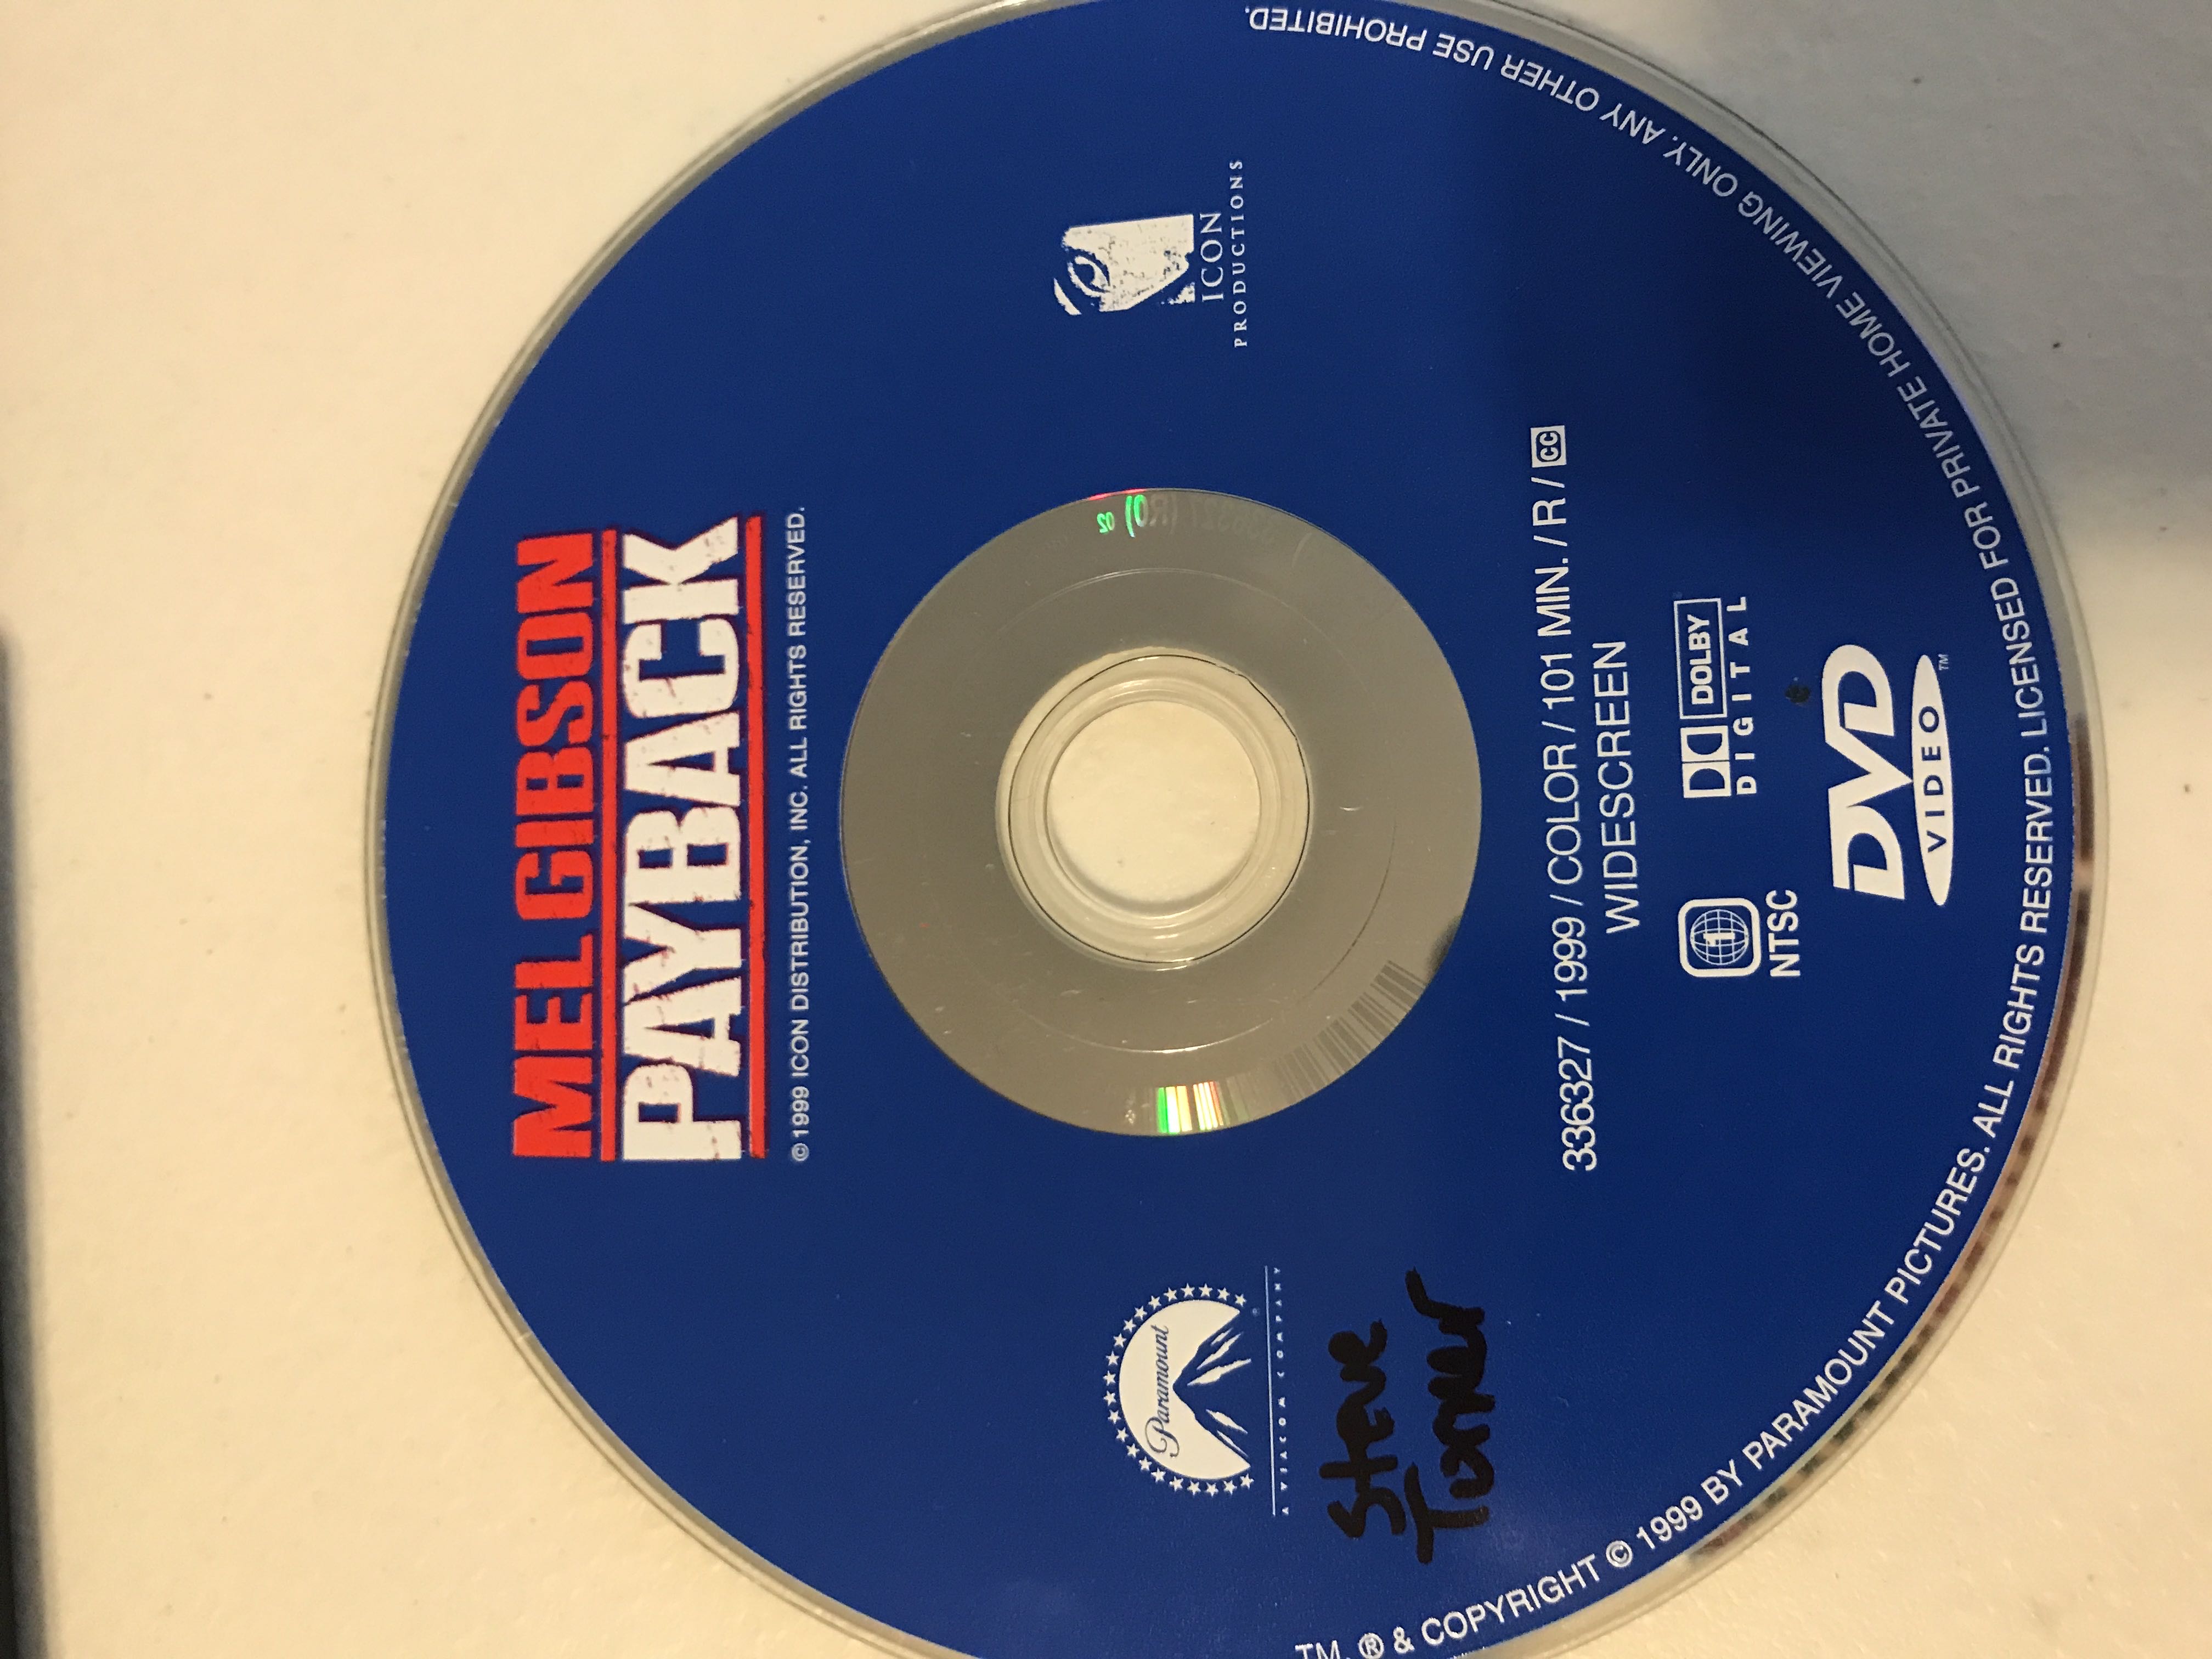 MEL GIBSON
PAYBACK
© 1999 ICON DISTRIBUTION, INC. ALL RIGHTS RESERVED.
Paramount
A VIACOM COMPANY
Steve
Turner
ICON
PRODUCTIONS
336327 / 1999 / COLOR / 101 MIN. / R / CC
WIDESCREEN
1
NTSC
DOLBY
DIGITAL
DVD
VIDEO™
TM, ® & COPYRIGHT © 1999 BY PARAMOUNT PICTURES. ALL RIGHTS RESERVED. LICENSED FOR PRIVATE HOME VIEWING ONLY. ANY OTHER USE PROHIBITED.